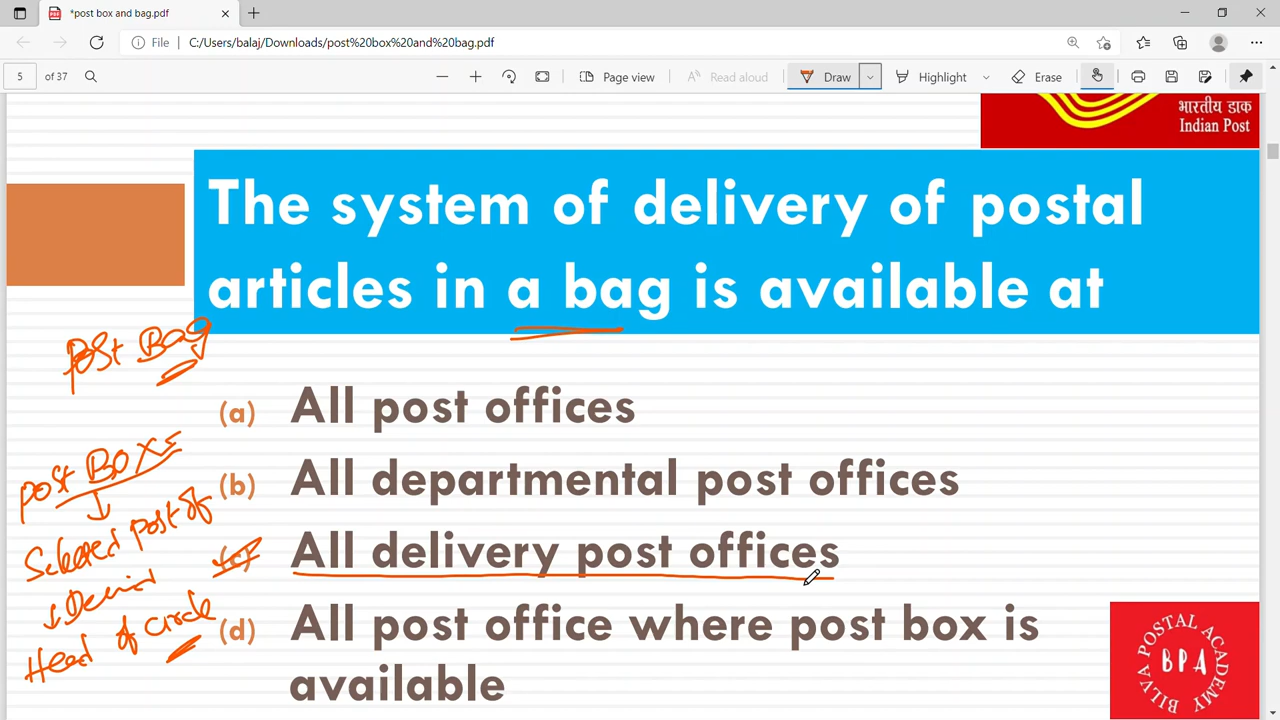 *post box and bag.pdf
File
C:/Users/balaj/Downloads/post%20box%20and%20bag.pdf
5 of 37
Page view
Read aloud
Draw
Highlight
Erase
भारतीय डाक
Indian Post
The system of delivery of postal
articles in a bag is available at
post Bag
(a) All post offices
post BOX
(b) All departmental post offices
Selected post of
(c) All delivery post offices
Head of circle
(d) All post office where post box is
available
BILVA POSTAL ACADEMY
BPA